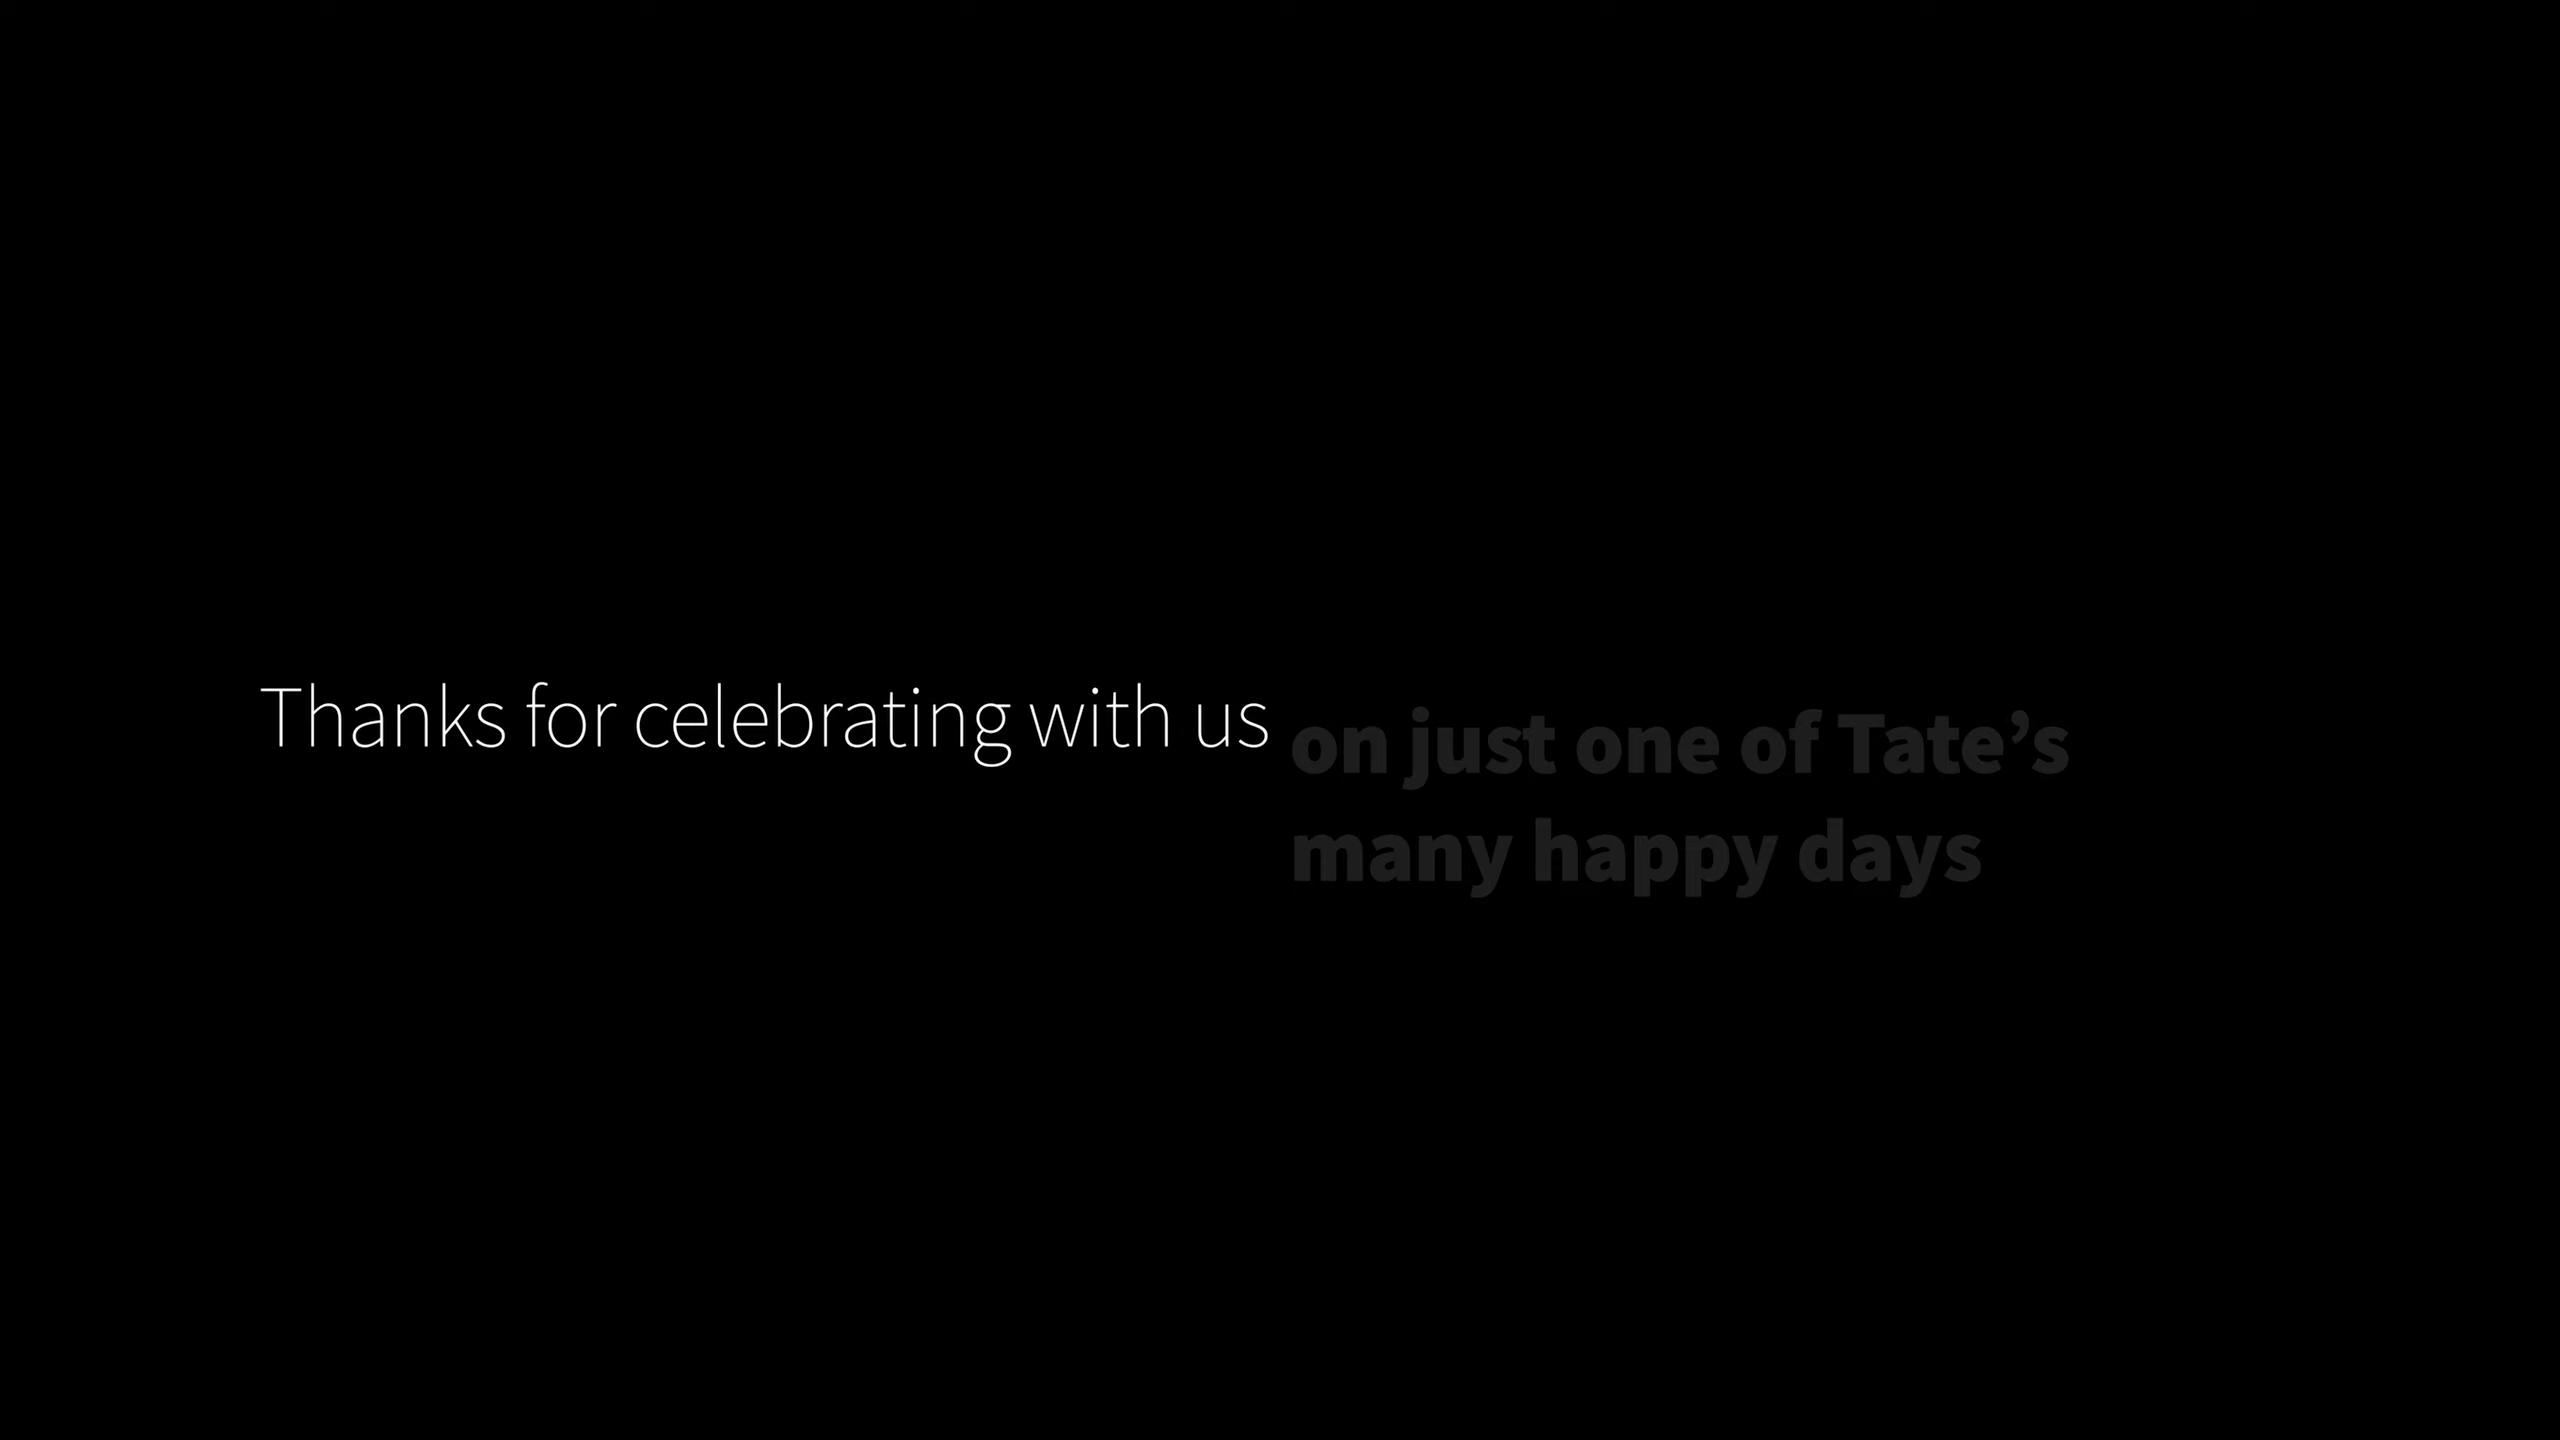 Thanks for celebrating with us
on just one of Tate’s
many happy days